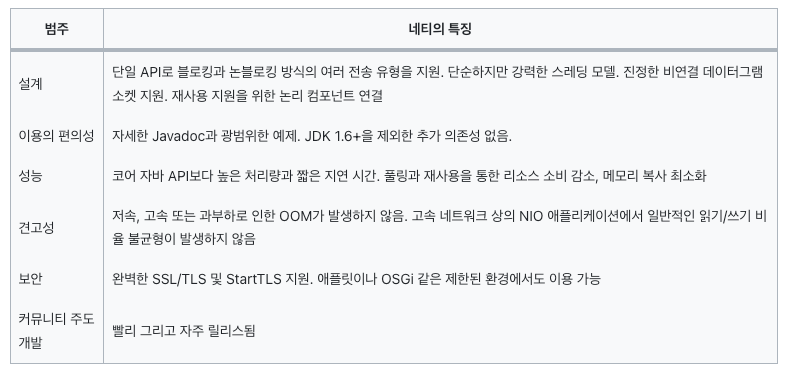 범주 네티의 특징
단일 API로 블로킹과 논블로킹 방식의 여러 전송 유형을 지원. 단순하지만 강력한 스레딩 모델. 진정한 비연결 데이터그램
설계
소켓 지원. 재사용 지원을 위한 논리 컴포넌트 연결
이용의 편의성 자세한 Javadoc과 광범위한 예제. JDK 1.6+을 제외한 추가 의존성 없음.
성능 코어 자바 API보다 높은 처리량과 짧은 지연 시간. 풀링과 재사용을 통한 리소스 소비 감소, 메모리 복사 최소화
저속, 고속 또는 과부하로 인한 OOM가 발생하지 않음. 고속 네트워크 상의 NIO 애플리케이션에서 일반적인 읽기/쓰기 비
견고성
율 불균형이 발생하지 않음
보안 완벽한 SSL/TLS 및 StartTLS 지원. 애플릿이나 OSGi 같은 제한된 환경에서도 이용 가능
커뮤니티 주도
개발
빨리 그리고 자주 릴리스됨